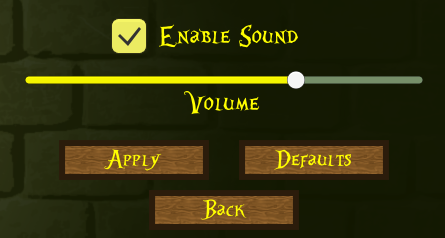 Enable Sound
Volume
Apply
Defaults
Back